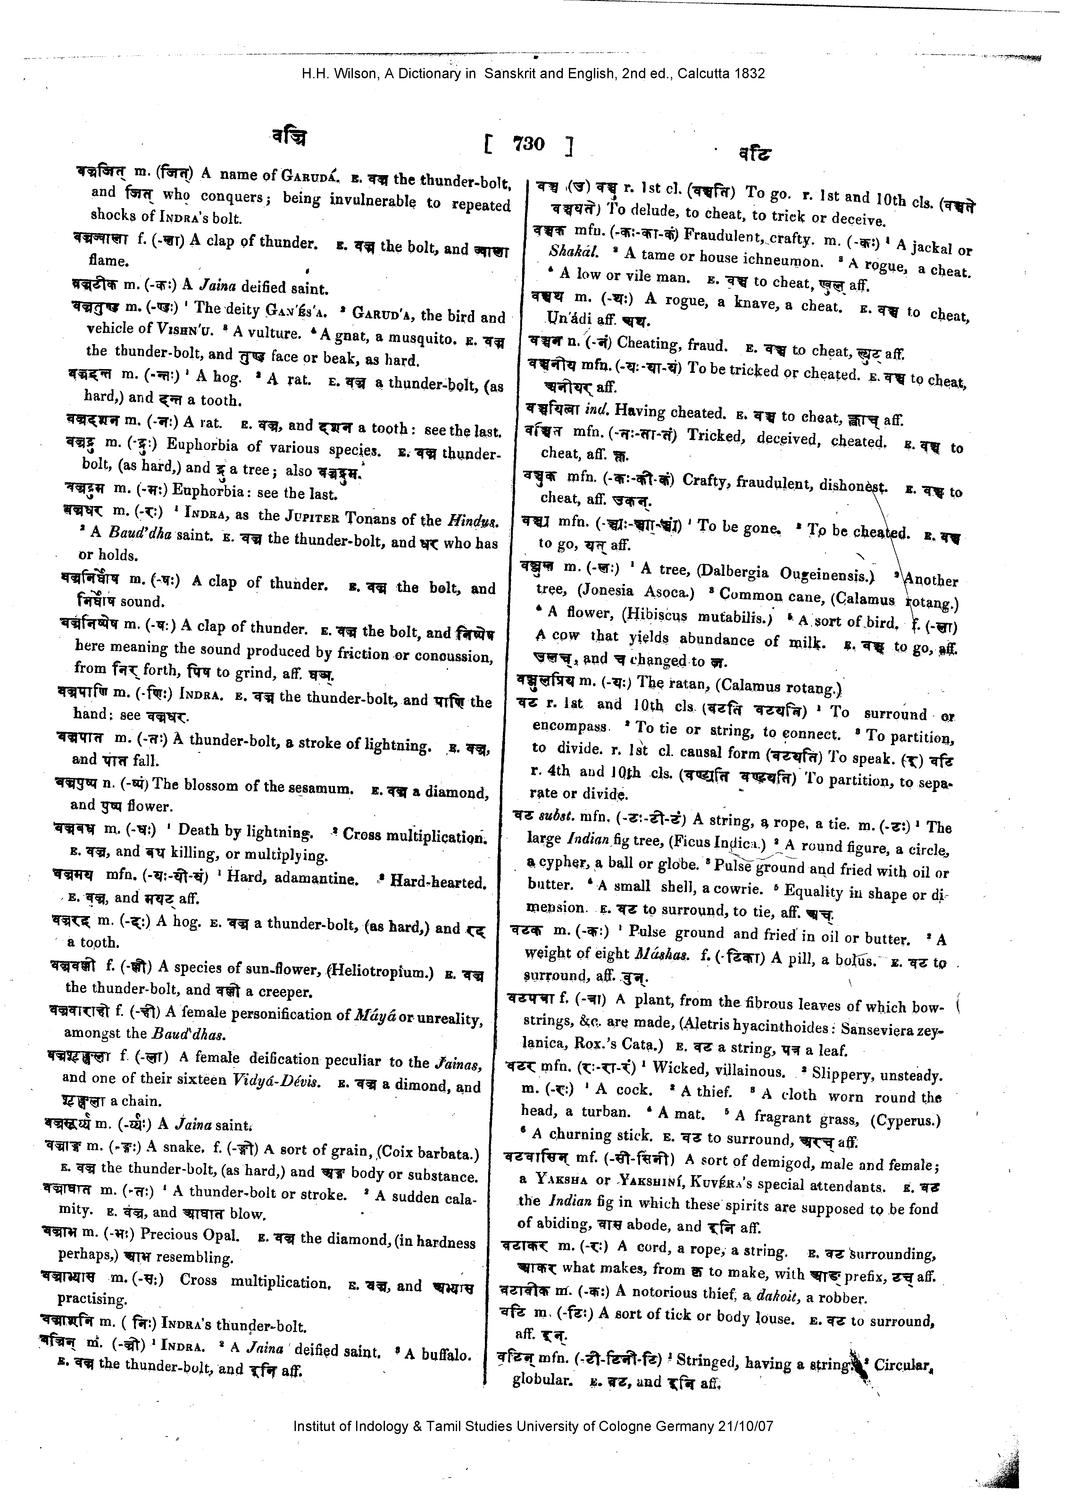 H.H. Wilson, A Dictionary in Sanskrit and English, 2nd ed., Calcutta 1832
वज्रि
[ 730 ]
वटि
वज्रजित् m. (जित्) A name of GARUDÁ. E. वज्र the thunder-bolt,
and जित् who conquers; being invulnerable to repeated
shocks of INDRA's bolt.
वज्रज्वाला f. (-ला) A clap of thunder. E. वज्र the bolt, and ज्वाला
flame.
वज्रटीक m. (-कः) A Jaina deified saint.
वज्रतुण्ड m. (-ण्डः) ¹ The deity GAN'ÉS'A. ² GARUD'A, the bird and
vehicle of VISHN'U. ³ A vulture. ⁴ A gnat, a musquito. E. वज्र
the thunder-bolt, and तुण्ड face or beak, as hard.
वज्रदन्त m. (-न्तः) ¹ A hog. ² A rat. E. वज्र a thunder-bolt, (as
hard,) and दन्त a tooth.
वज्रदशन m. (-नः) A rat. E. वज्र, and दशन a tooth: see the last.
वज्रद्रु m. (-द्रुः) Euphorbia of various species. E. वज्र thunder-
bolt, (as hard,) and द्रु a tree; also वज्रद्रुम.
वज्रद्रुम m. (-मः) Euphorbia: see the last.
वज्रधर m. (-रः) ¹ INDRA, as the JUPITER Tonans of the Hindus.
² A Baud'dha saint. E. वज्र the thunder-bolt, and धर who has
or holds.
वज्रनिर्घोष m. (-षः) A clap of thunder. E. वज्र the bolt, and
निर्घोष sound.
वज्रनिष्पेष m. (-षः) A clap of thunder. E. वज्र the bolt, and निष्पेष
here meaning the sound produced by friction or concussion,
from निर् forth, पिष to grind, aff. घञ्.
वज्रपाणि m. (-णिः) INDRA. E. वज्र the thunder-bolt, and पाणि the
hand: see वज्रधर.
वज्रपात m. (-तः) A thunder-bolt, a stroke of lightning. E. वज्र,
and पात fall.
वज्रपुष्प n. (-ष्पं) The blossom of the sesamum. E. वज्र a diamond,
and पुष्प flower.
वज्रबध m. (-धः) ¹ Death by lightning. ² Cross multiplication.
E. वज्र, and बध killing, or multiplying.
वज्रमय mfn. (-यः-यी-यं) ¹ Hard, adamantine. ² Hard-hearted.
E. वज्र, and मयट् aff.
वज्ररद m. (-दः) A hog. E. वज्र a thunder-bolt, (as hard,) and रद
a tooth.
वज्रवल्ली f. (-ल्ली) A species of sun-flower, (Heliotropium.) E. वज्र
the thunder-bolt, and वल्ली a creeper.
वज्रवाराही f. (-ही) A female personification of Máyá or unreality,
amongst the Baud'dhas.
वज्रशृङ्खला f. (-ला) A female deification peculiar to the Jainas,
and one of their sixteen Vidyá-Dévis. E. वज्र a dimond, and
शृङ्खला a chain.
वज्रसूर्य्य m. (-र्य्यः) A Jaina saint.
वज्राङ्ग m. (-ङ्गः) A snake. f. (-ङ्गी) A sort of grain, (Coix barbata.)
E. वज्र the thunder-bolt, (as hard,) and अङ्ग body or substance.
वज्राघात m. (-तः) ¹ A thunder-bolt or stroke. ² A sudden cala-
mity. E. वज्र, and आघात blow.
वज्राभ m. (-भः) Precious Opal. E. वज्र the diamond, (in hardness
perhaps,) आभ resembling.
वज्राभ्यास m. (-सः) Cross multiplication. E. वज्र, and अभ्यास
practising.
वज्राशनि m. ( निः) INDRA's thunder-bolt.
वज्रिन् m. (-ज्री) ¹ INDRA. ² A Jaina deified saint. ³ A buffalo.
E. वज्र the thunder-bolt, and इनि aff.
वञ्च (उ) वञ्चु r. 1st cl. (वञ्चति) To go. r. 1st and 10th cls. (वञ्चते
वञ्चयते) To delude, to cheat, to trick or deceive.
वञ्चक mfn. (-कः-का-कं) Fraudulent, crafty. m. (-कः) ¹ A jackal or
Shakál. ² A tame or house ichneumon. ³ A rogue, a cheat.
⁴ A low or vile man. E. वञ्च to cheat, ण्वुल् aff.
वञ्चथ m. (-थः) A rogue, a knave, a cheat. E. वञ्च to cheat,
Un'ádi aff. अथ.
वञ्चन n. (-नं) Cheating, fraud. E. वञ्च to cheat, ल्युट् aff.
वञ्चनीय mfn. (-यः-या-यं) To be tricked or cheated. E. वञ्च to cheat,
अनीयर् aff.
वञ्चयित्वा ind. Having cheated. E. वञ्च to cheat, क्त्वाच् aff.
वञ्चित mfn. (-तः-ता-तं) Tricked, deceived, cheated. E. वञ्च to
cheat, aff. क्त.
वञ्चुक mfn. (-कः-की-कं) Crafty, fraudulent, dishonest. E. वञ्च to
cheat, aff. उकन्.
वञ्च्य mfn. (-ञ्च्यः-ञ्च्या-ञ्च्यं) ¹ To be gone. ² To be cheated. E. वञ्च
to go, यत् aff.
वञ्जुल m. (-लः) ¹ A tree, (Dalbergia Ougeinensis.) ² Another
tree, (Jonesia Asoca.) ³ Common cane, (Calamus rotang.)
⁴ A flower, (Hibiscus mutabilis.) ⁵ A sort of bird. f. (-ला)
A cow that yields abundance of milk. E. वञ्च to go, aff.
उलच्, and च changed to ज.
वञ्जुलप्रिय m. (-यः) The ratan, (Calamus rotang.)
वट r. 1st and 10th cls. (वटति वटयति) ¹ To surround or
encompass. ² To tie or string, to connect. ³ To partition,
to divide. r. 1st cl. causal form (वटयति) To speak. (इ) वटि
r. 4th and 10th cls. (वण्ट्यति वण्टयति) To partition, to sepa-
rate or divide.
वट subst. mfn. (-टः-टी-टं) A string, a rope, a tie. m. (-टः) ¹ The
large Indian fig tree, (Ficus Indica.) ² A round figure, a circle,
a cypher, a ball or globe. ³ Pulse ground and fried with oil or
butter. ⁴ A small shell, a cowrie. ⁵ Equality in shape or di-
mension. E. वट to surround, to tie, aff. अच्.
वटक m. (-कः) ¹ Pulse ground and fried in oil or butter. ² A
weight of eight Máshas. f. (-टिका) A pill, a bolus. E. वट to
surround, aff. वुन्.
वटपत्रा f. (-त्रा) A plant, from the fibrous leaves of which bow-
strings, &c. are made, (Aletris hyacinthoides: Sanseviera zey-
lanica, Rox.'s Cata.) E. वट a string, पत्र a leaf.
वटर mfn. (रः-रा-रं) ¹ Wicked, villainous. ² Slippery, unsteady.
m. (-रः) ¹ A cock. ² A thief. ³ A cloth worn round the
head, a turban. ⁴ A mat. ⁵ A fragrant grass, (Cyperus.)
⁶ A churning stick. E. वट to surround, अरच् aff.
वटवासिन् mf. (-सी-सिनी) A sort of demigod, male and female;
a YAKSHA or YAKSHINÍ, KUVÉRA's special attendants. E. वट
the Indian fig in which these spirits are supposed to be fond
of abiding, वास abode, and इनि aff.
वटाकर m. (-रः) A cord, a rope, a string. E. वट surrounding,
आकर what makes, from कृ to make, with आङ् prefix, टच् aff.
वटावीक m. (-कः) A notorious thief, a dakoit, a robber.
वटि m. (-टिः) A sort of tick or body louse. E. वट to surround,
aff. इन्.
वटिन् mfn. (-टी-टिनी-टि) ¹ Stringed, having a string. ² Circular,
globular. E. वट, and इनि aff.
Institut of Indology & Tamil Studies University of Cologne Germany 21/10/07